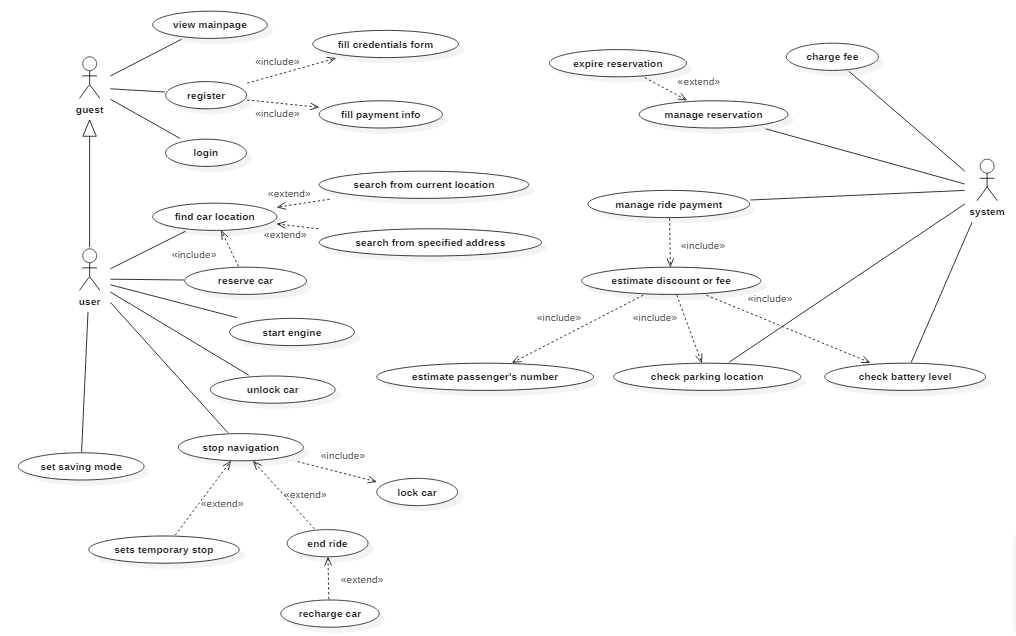 view mainpage
fill credentials form
«include»
expire reservation
charge fee
«extend»
register
guest
«include»
fill payment info
manage reservation
login
search from current location
«extend»
find car location
manage ride payment
system
«extend»
search from specified address
«include»
«include»
user
reserve car
estimate discount or fee
«include»
start engine
«include»
«include»
unlock car
estimate passenger's number
check parking location
check battery level
stop navigation
«include»
set saving mode
lock car
«extend»
«extend»
sets temporary stop
end ride
«extend»
recharge car